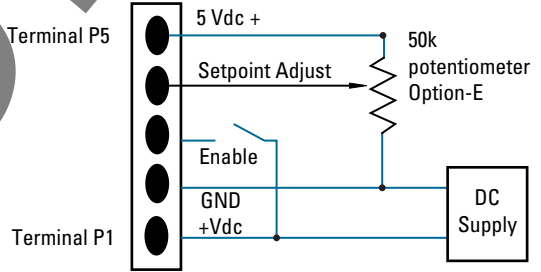 Terminal P5
5 Vdc +
50k
potentiometer
Option-E
Setpoint Adjust
Enable
GND
+Vdc
DC
Supply
Terminal P1